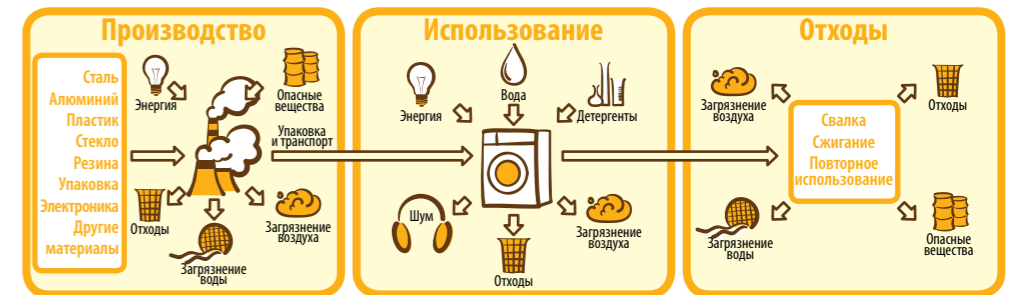 Производство
Сталь
Алюминий
Пластик
Стекло
Резина
Упаковка
Электроника
Другие
материалы
Энергия
Опасные
вещества
Упаковка
и транспорт
Отходы
Загрязнение
воды
Загрязнение
воздуха
Использование
Энергия
Вода
Детергенты
Шум
Отходы
Загрязнение
воздуха
Отходы
Загрязнение
воздуха
Отходы
Свалка
Сжигание
Повторное
использование
Загрязнение
воды
Опасные
вещества